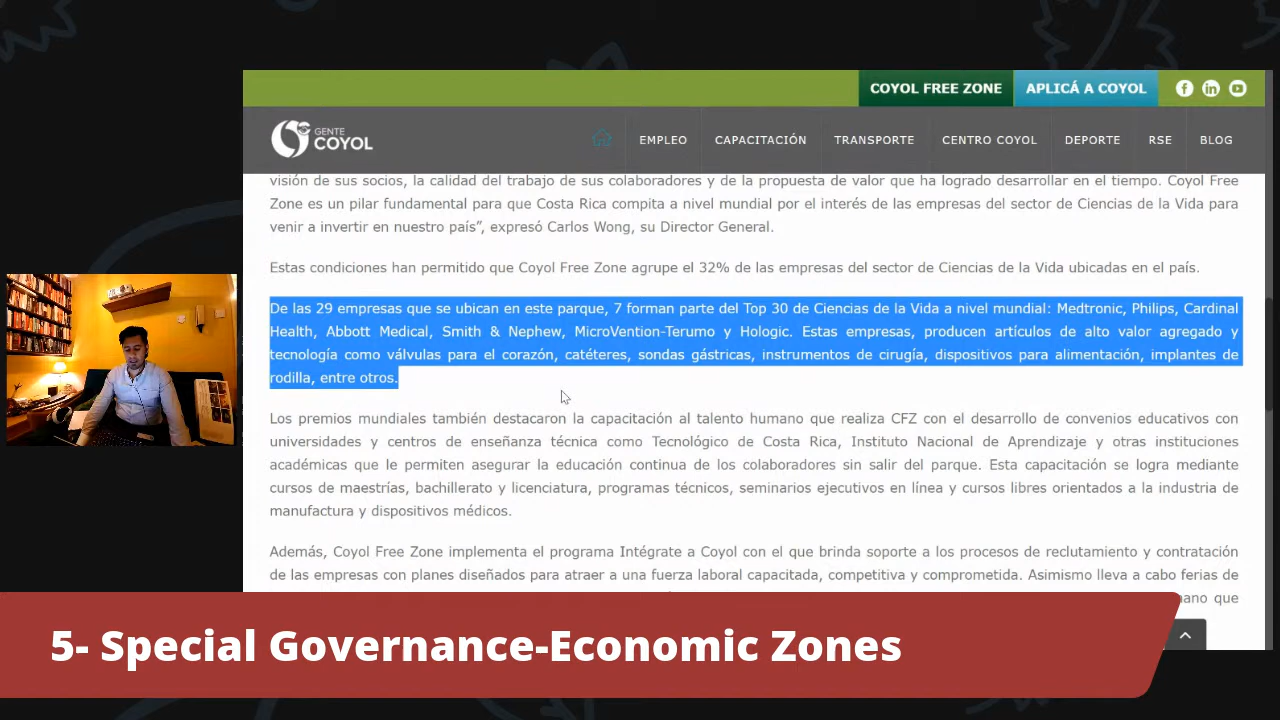 COYOL FREE ZONE
APLICÁ A COYOL
GENTE
COYOL
EMPLEO
CAPACITACIÓN
TRANSPORTE
CENTRO COYOL
DEPORTE
RSE
BLOG
visión de sus socios, la calidad del trabajo de sus colaboradores y de la propuesta de valor que ha logrado desarrollar en el tiempo. Coyol Free
Zone es un pilar fundamental para que Costa Rica compita a nivel mundial por el interés de las empresas del sector de Ciencias de la Vida para
venir a invertir en nuestro país”, expresó Carlos Wong, su Director General.
Estas condiciones han permitido que Coyol Free Zone agrupe el 32% de las empresas del sector de Ciencias de la Vida ubicadas en el país.
De las 29 empresas que se ubican en este parque, 7 forman parte del Top 30 de Ciencias de la Vida a nivel mundial: Medtronic, Philips, Cardinal
Health, Abbott Medical, Smith & Nephew, MicroVention-Terumo y Hologic. Estas empresas, producen artículos de alto valor agregado y
tecnología como válvulas para el corazón, catéteres, sondas gástricas, instrumentos de cirugía, dispositivos para alimentación, implantes de
rodilla, entre otros.
Los premios mundiales también destacaron la capacitación al talento humano que realiza CFZ con el desarrollo de convenios educativos con
universidades y centros de enseñanza técnica como Tecnológico de Costa Rica, Instituto Nacional de Aprendizaje y otras instituciones
académicas que le permiten asegurar la educación continua de los colaboradores sin salir del parque. Esta capacitación se logra mediante
cursos de maestrías, bachillerato y licenciatura, programas técnicos, seminarios ejecutivos en línea y cursos libres orientados a la industria de
manufactura y dispositivos médicos.
Además, Coyol Free Zone implementa el programa Intégrate a Coyol con el que brinda soporte a los procesos de reclutamiento y contratación
de las empresas con planes diseñados para atraer a una fuerza laboral capacitada, competitiva y comprometida. Asimismo lleva a cabo ferias de
que
5- Special Governance-Economic Zones